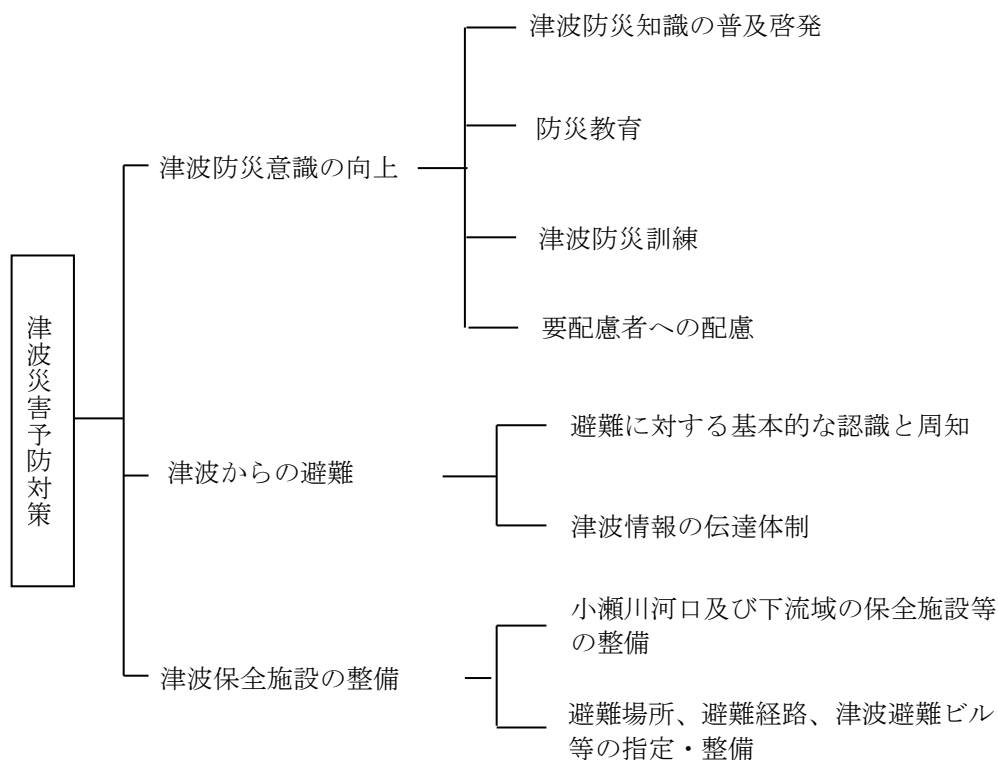 津波災害予防対策
津波防災意識の向上
津波防災知識の普及啓発
防災教育
津波防災訓練
要配慮者への配慮
津波からの避難
避難に対する基本的な認識と周知
津波情報の伝達体制
津波保全施設の整備
小瀬川河口及び下流域の保全施設等
の整備
避難場所、避難経路、津波避難ビル
等の指定・整備